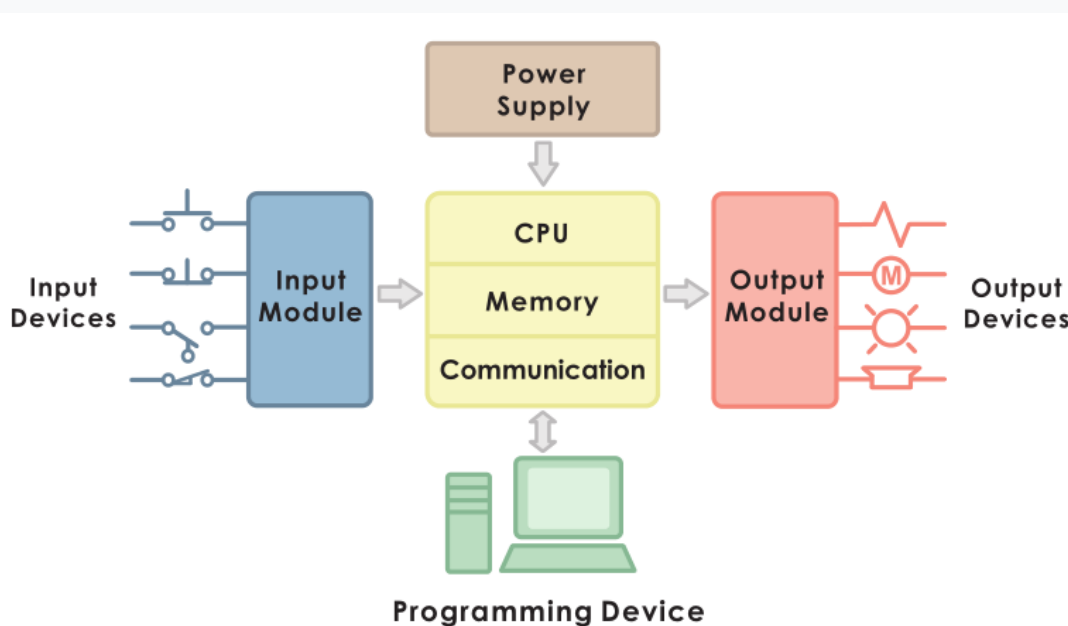 Power
Supply
CPU
Input
Devices
Input
Module
Memory
Output
Module
M
Output
Devices
Communication
Programming Device